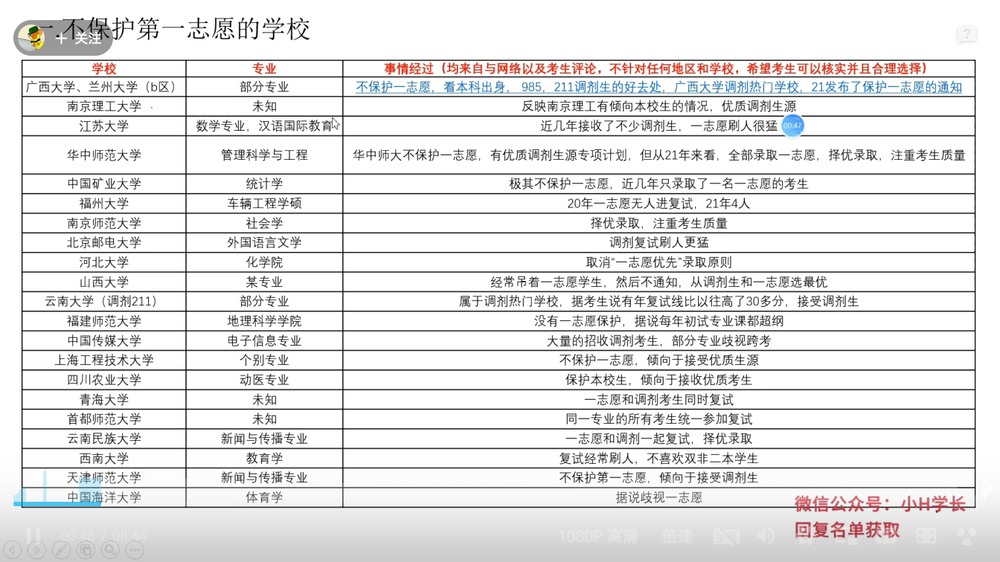 一.不保护第一志愿的学校
+ 关注
学校 专业 事情经过（均来自与网络以及考生评论，不针对任何地区和学校，希望考生可以核实并且合理选择）
广西大学、兰州大学（b区） 部分专业 不保护一志愿，看本科出身， 985，211调剂生的好去处，广西大学调剂热门学校，21发布了保护一志愿的通知
南京理工大学 未知 反映南京理工有倾向本校生的情况，优质调剂生源
江苏大学 数学专业，汉语国际教育 近几年接收了不少调剂生，一志愿刷人很猛
00:47
华中师范大学 管理科学与工程 华中师大不保护一志愿，有优质调剂生源专项计划，但从21年来看，全部录取一志愿，择优录取，注重考生质量
中国矿业大学 统计学 极其不保护一志愿，近几年只录取了一名一志愿的考生
福州大学 车辆工程学硕 20年一志愿无人进复试，21年4人
南京师范大学 社会学 择优录取，注重考生质量
北京邮电大学 外国语言文学 调剂复试刷人更猛
河北大学 化学院 取消“一志愿优先”录取原则
山西大学 某专业 经常吊着一志愿学生，然后不通知，从调剂生和一志愿选最优
云南大学（调剂211） 部分专业 属于调剂热门学校，据考生说有年复试线比以往高了30多分，接受调剂生
福建师范大学 地理科学学院 没有一志愿保护，据说每年初试专业课都超纲
中国传媒大学 电子信息专业 大量的招收调剂考生，部分专业歧视跨考
上海工程技术大学 个别专业 不保护一志愿，倾向于接受优质生源
四川农业大学 动医专业 保护本校生，倾向于接收优质考生
青海大学 未知 一志愿和调剂考生同时复试
首都师范大学 未知 同一专业的所有考生统一参加复试
云南民族大学 新闻与传播专业 一志愿和调剂一起复试，择优录取
西南大学 教育学 复试经常刷人，不喜欢双非二本学生
天津师范大学 新闻与传播专业 不保护第一志愿，倾向于接受调剂生
中国海洋大学 体育学 据说歧视一志愿
微信公众号：小H学长
回复名单获取
00:48 / 08:44 1080P 高清 倍速